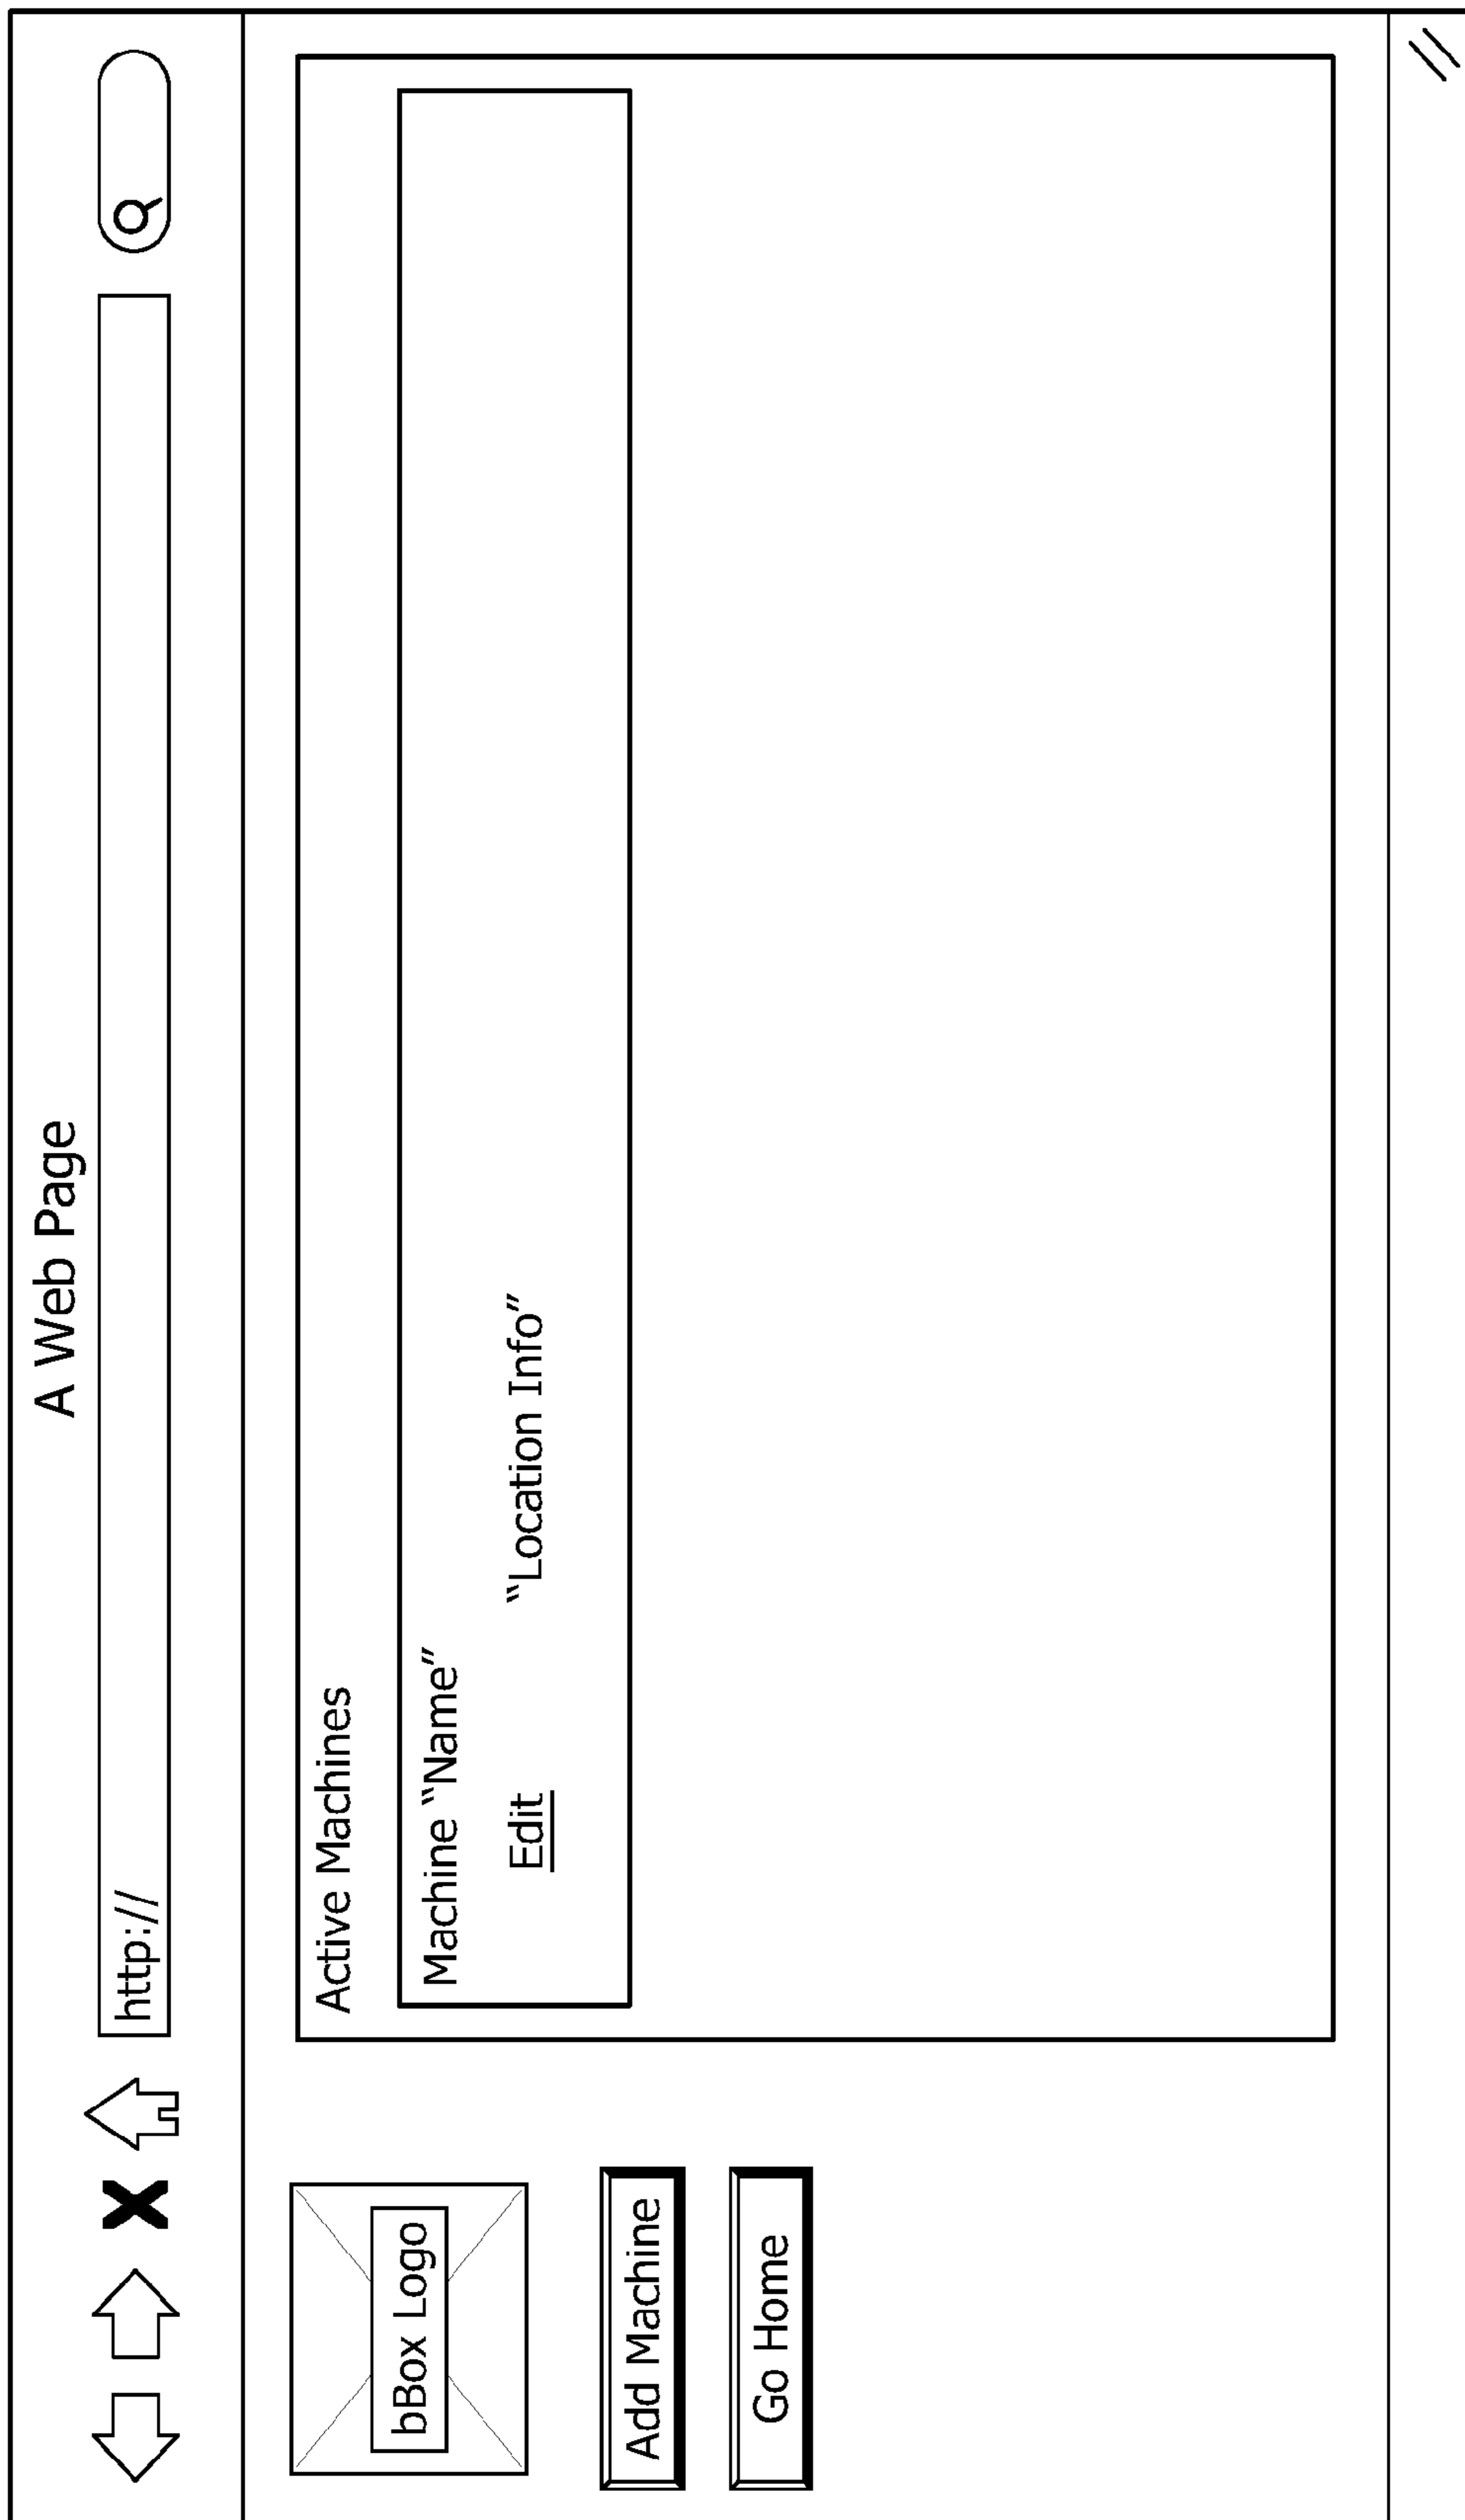 A Web Page
http://
bBox Logo
Add Machine
Go Home
Active Machines
Machine “Name”
Edit
“Location Info”